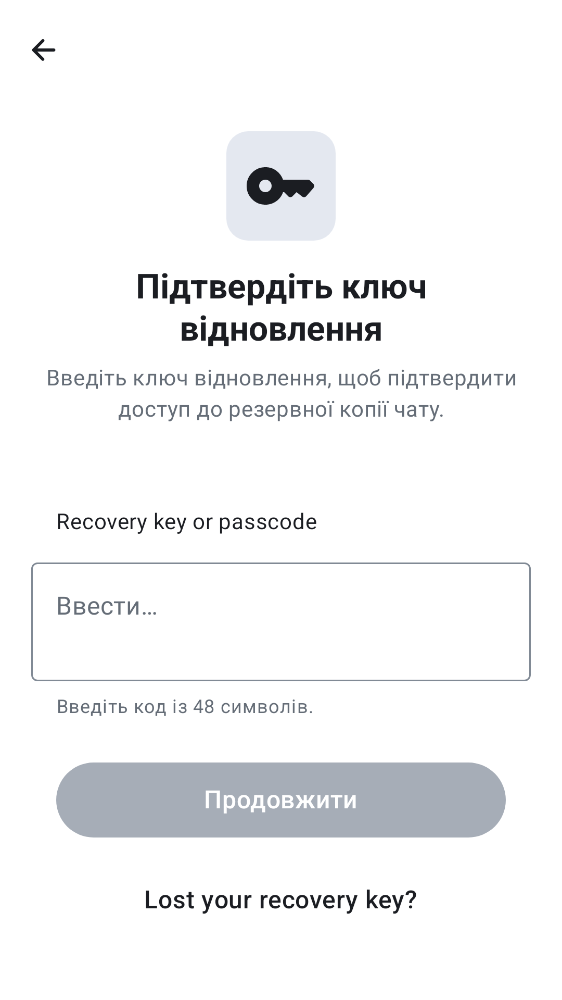 Підтвердіть ключ
відновлення
Введіть ключ відновлення, щоб підтвердити
доступ до резервної копії чату.
Recovery key or passcode
Ввести...
Введіть код із 48 символів.
Продовжити
Lost your recovery key?